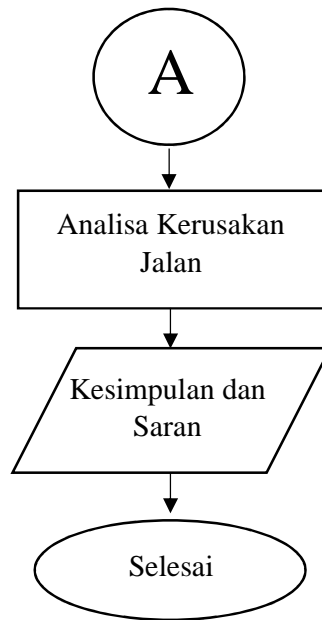 A
Analisa Kerusakan
Jalan
Kesimpulan dan
Saran
Selesai